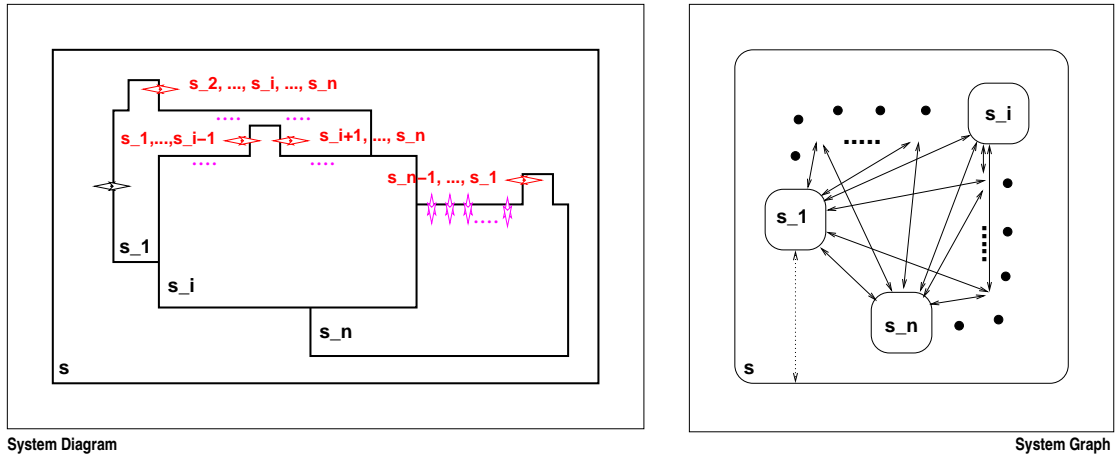 s_2, ..., s_i, ..., s_n
s_1,...,s_i−1
s_i+1, ..., s_n
s_n−1, ..., s_1
s_1
s_i
s_n
s
System Diagram
s_i
s_1
s_n
s
System Graph